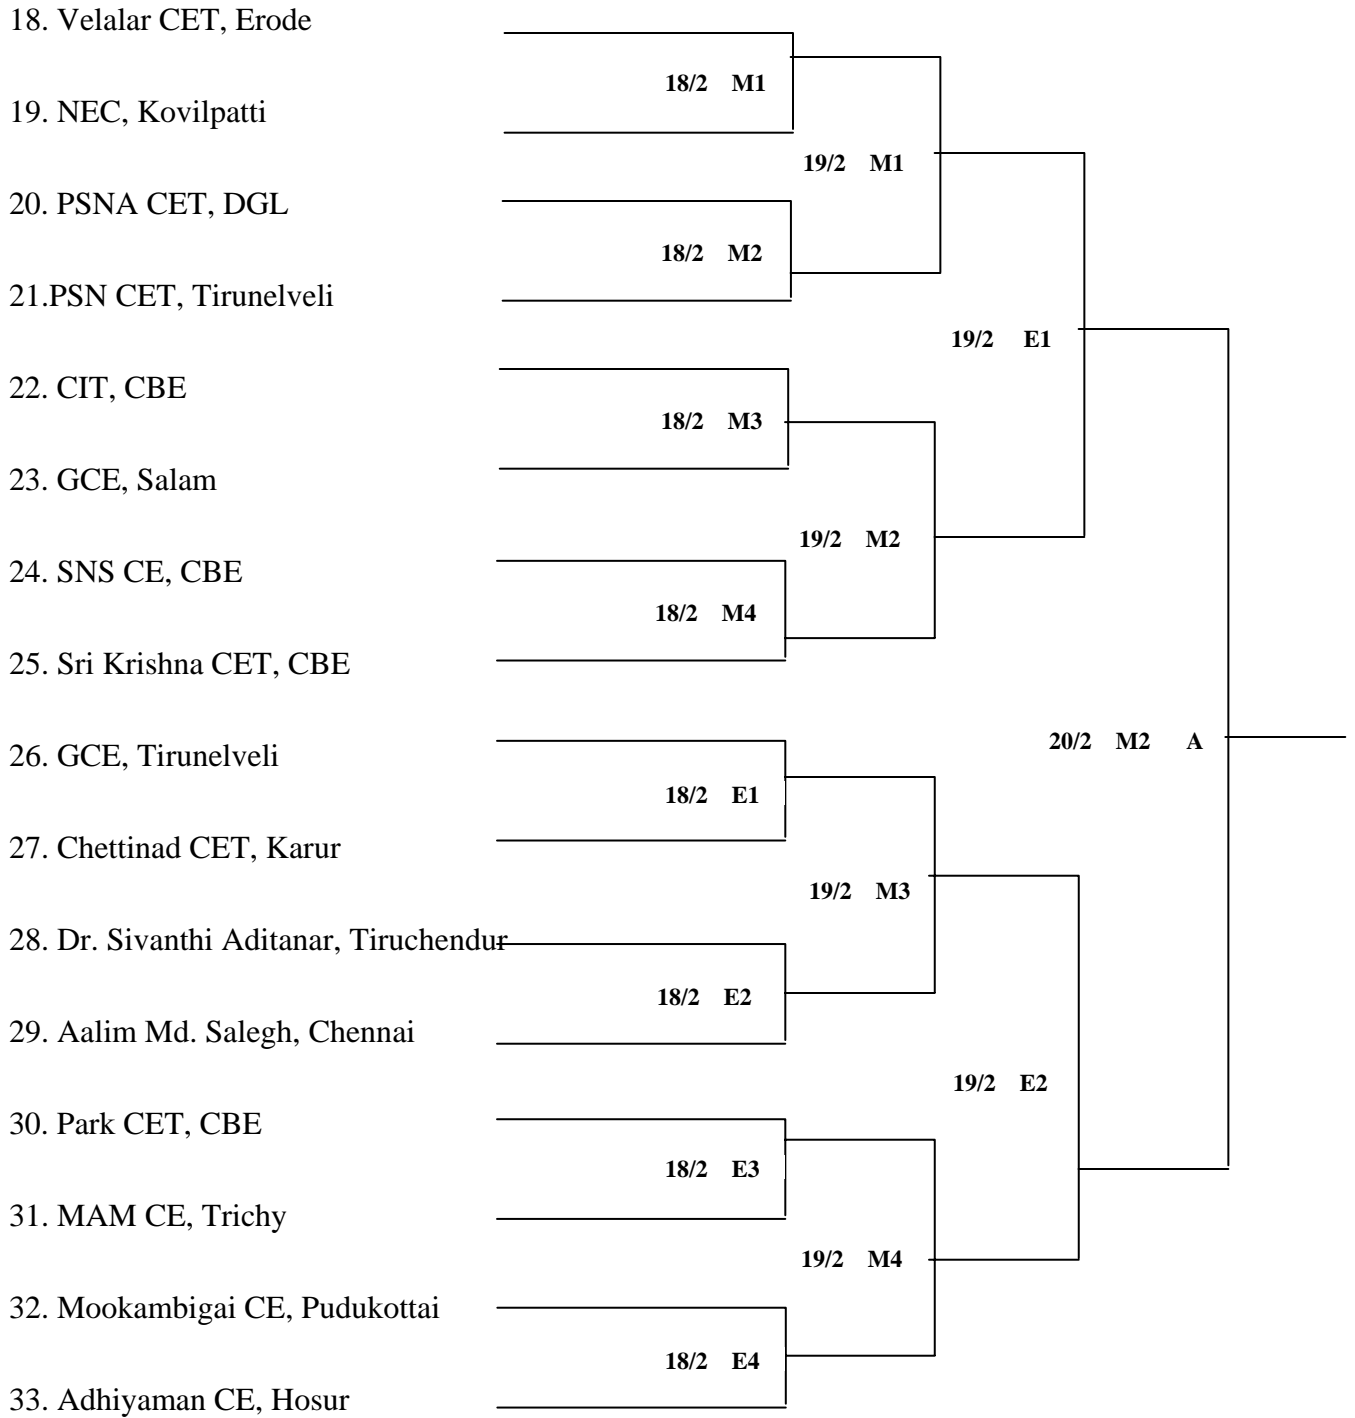 18. Velalar CET, Erode
18/2 M1
19. NEC, Kovilpatti
19/2 M1
20. PSNA CET, DGL
18/2 M2
21.PSN CET, Tirunelveli
19/2 E1
22. CIT, CBE
18/2 M3
23. GCE, Salam
19/2 M2
24. SNS CE, CBE
18/2 M4
25. Sri Krishna CET, CBE
20/2 M2 A
26. GCE, Tirunelveli
18/2 E1
27. Chettinad CET, Karur
19/2 M3
28. Dr. Sivanthi Aditanar, Tiruchendur
18/2 E2
29. Aalim Md. Salegh, Chennai
19/2 E2
30. Park CET, CBE
18/2 E3
31. MAM CE, Trichy
19/2 M4
32. Mookambigai CE, Pudukottai
18/2 E4
33. Adhiyaman CE, Hosur